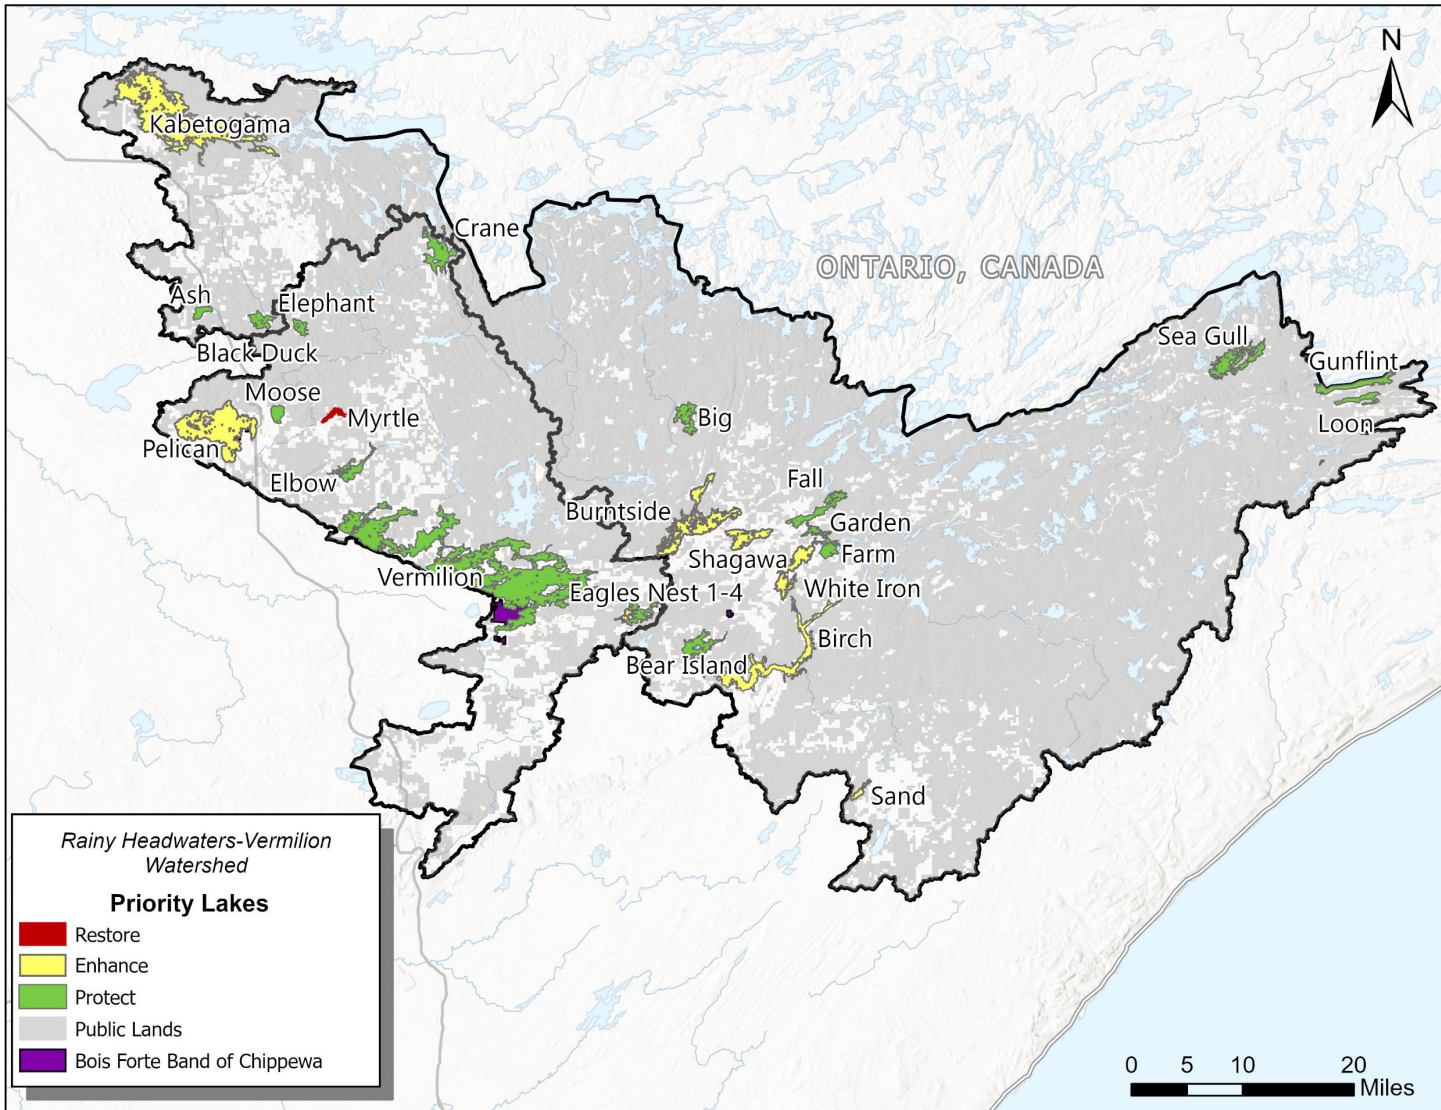 N
Kabetogama
Crane
ONTARIO, CANADA
Ash
Elephant
Black Duck
Sea Gull
Gunflint
Loon
Moose
Myrtle
Big
Pelican
Elbow
Fall
Burntside
Garden
Shagawa
Farm
Vermilion
Eagles Nest 1-4
White Iron
Birch
Bear Island
Sand
Rainy Headwaters-Vermilion
Watershed
Priority Lakes
Restore
Enhance
Protect
Public Lands
Bois Forte Band of Chippewa
0 5 10 20
Miles